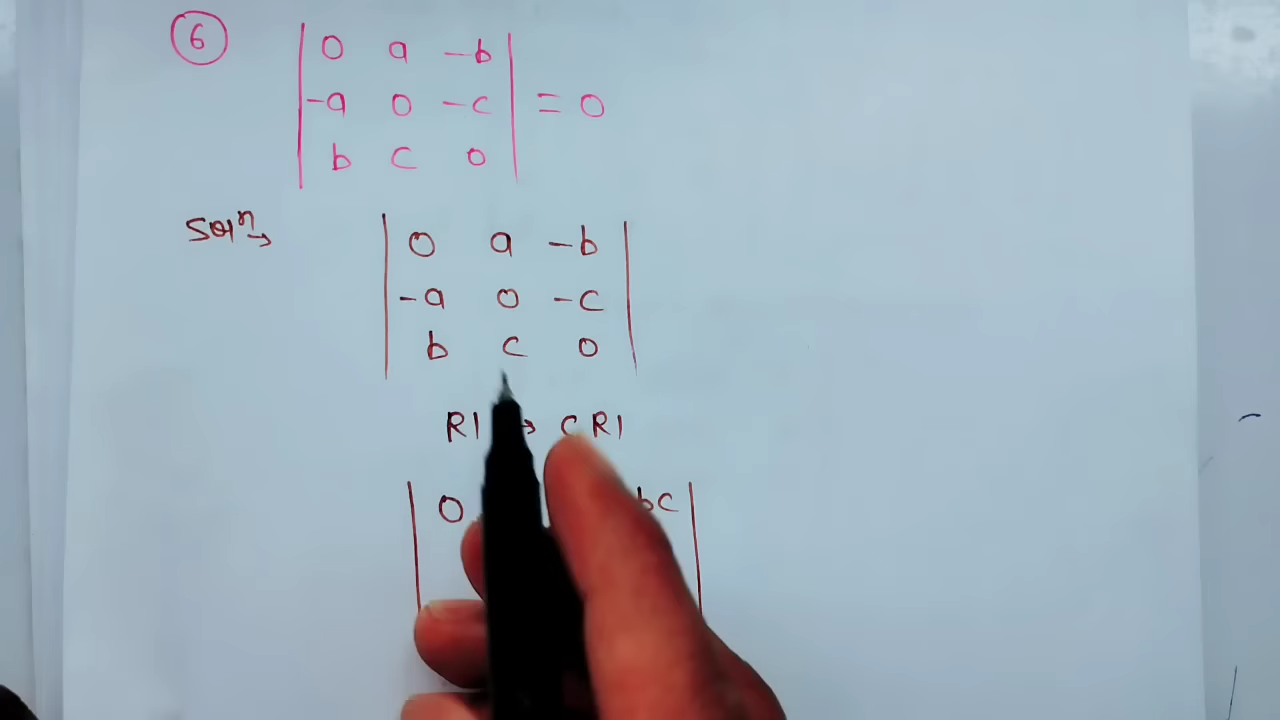 6
0 a -b
-a 0 -c = 0
b c 0
Solⁿ→
0 a -b
-a 0 -c
b c 0
R1 → C R1
0 bc